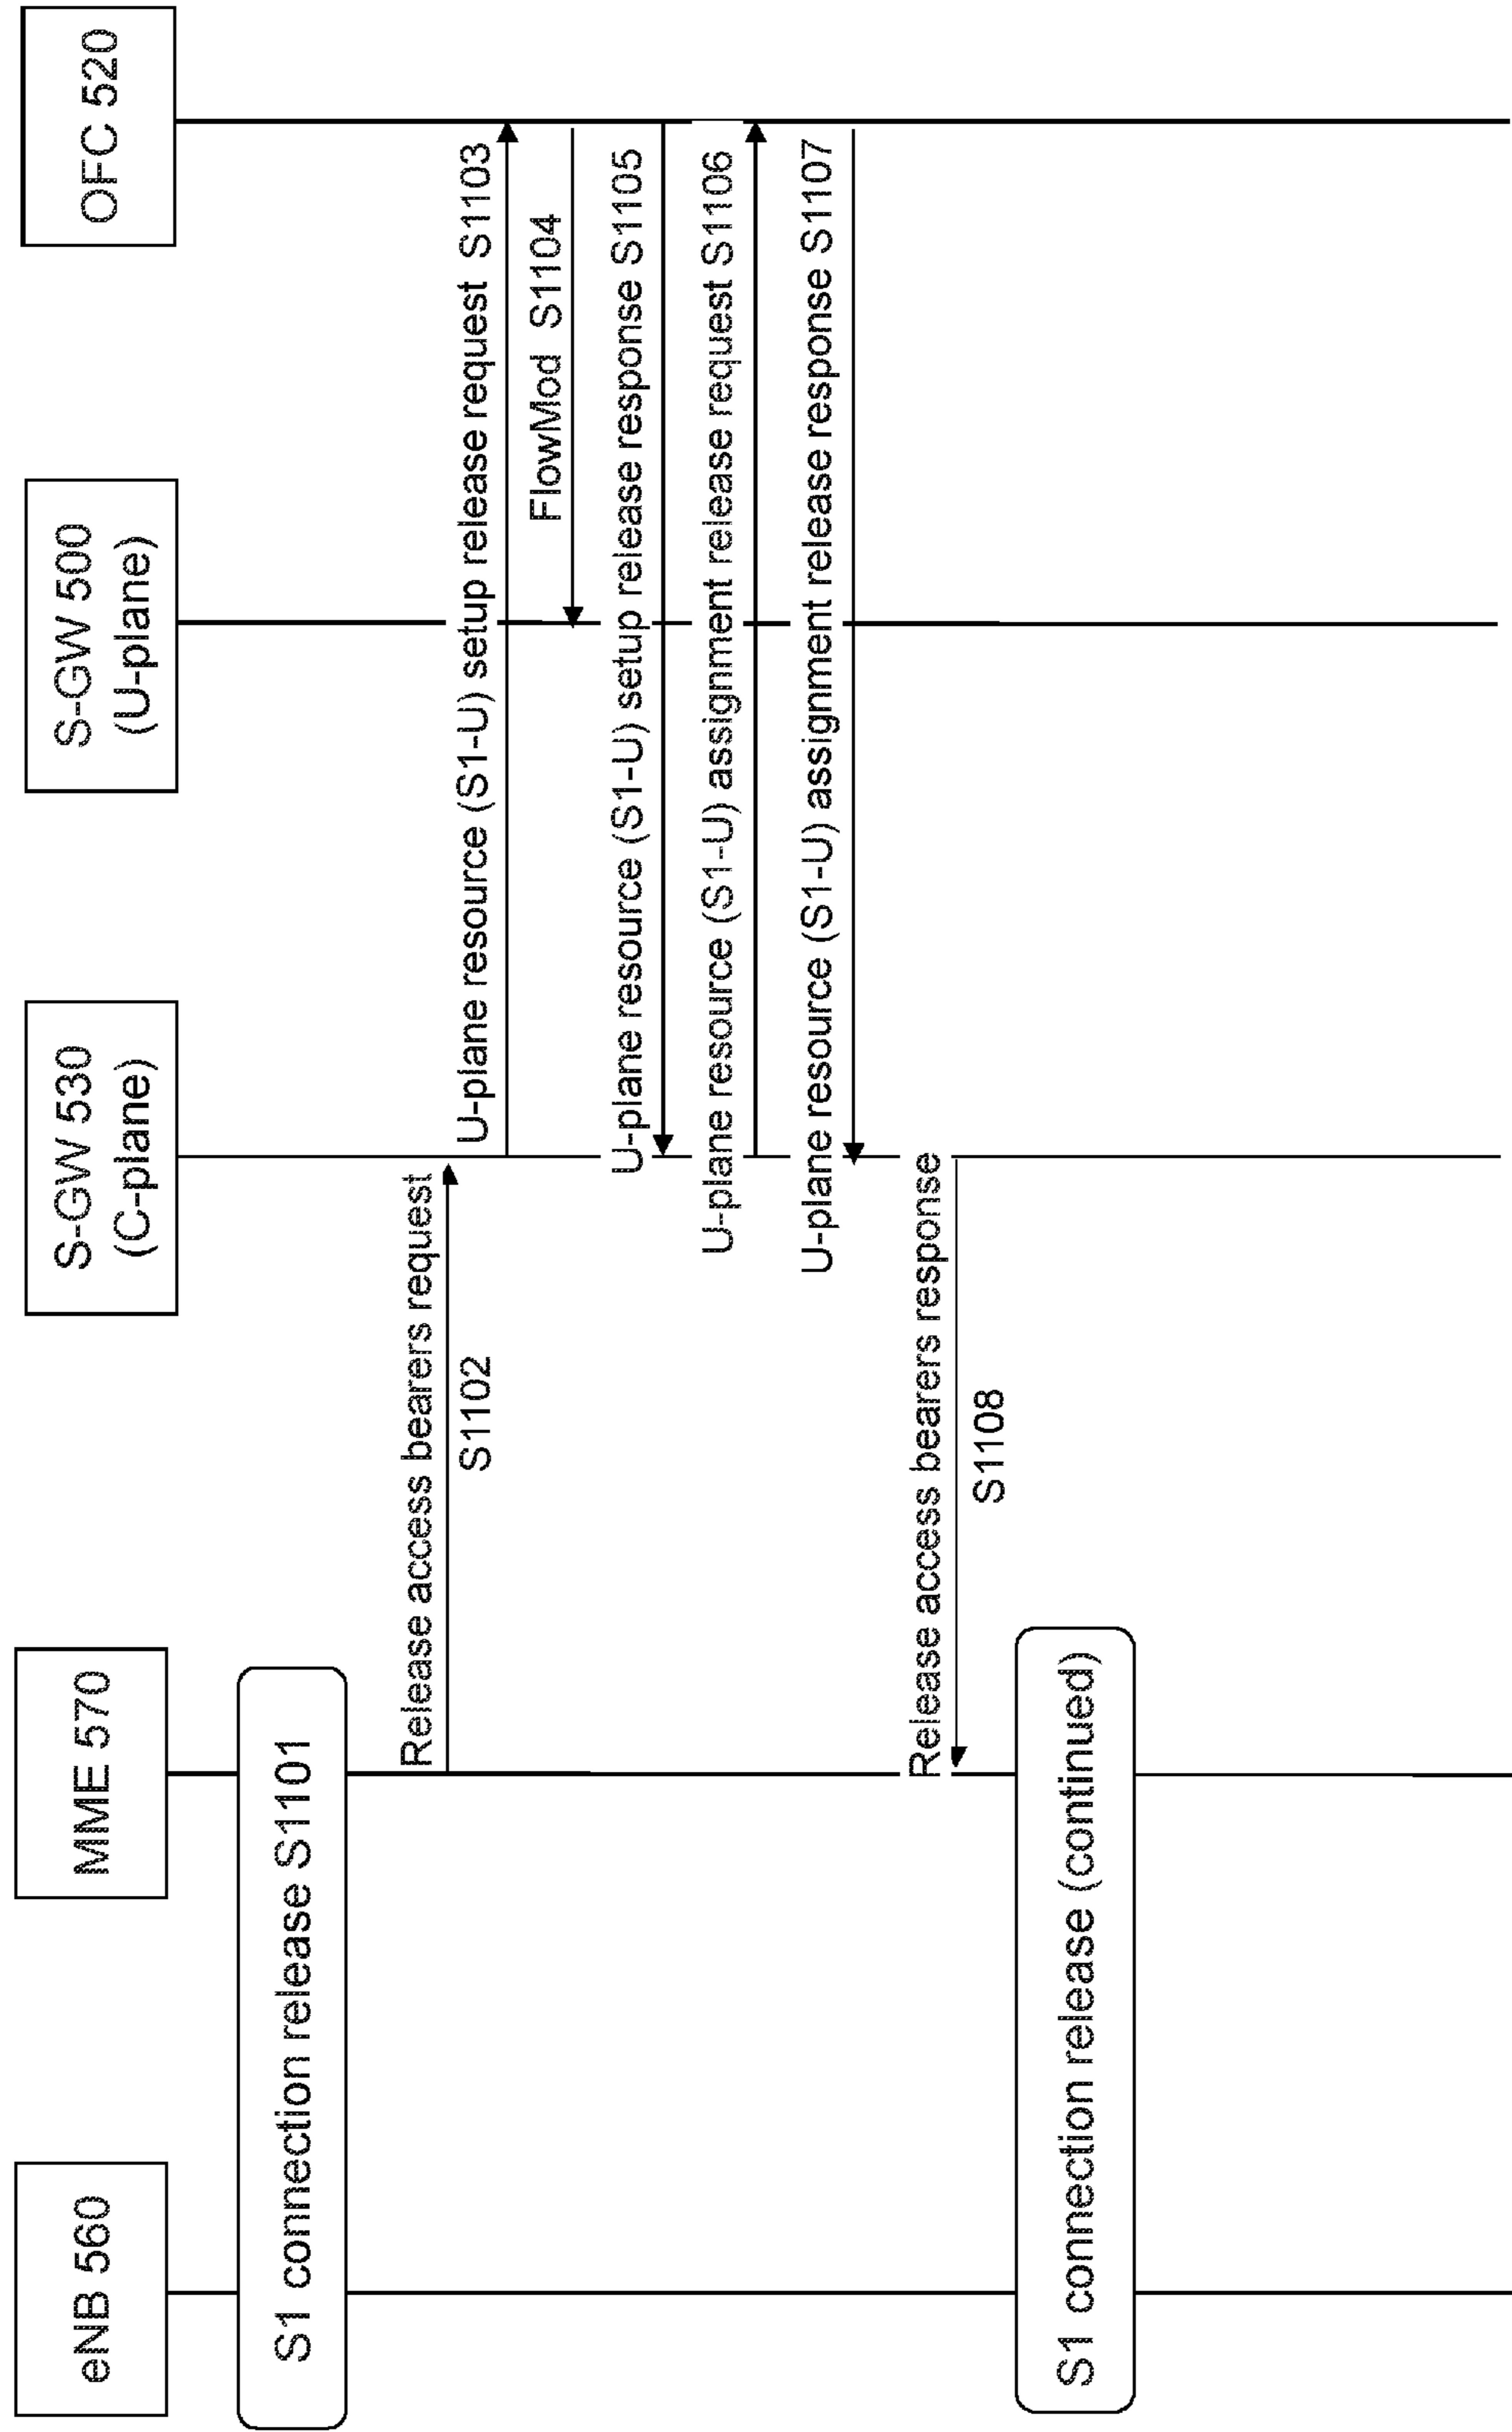 eNB 560
MME 570
S-GW 530
(C-plane)
S-GW 500
(U-plane)
OFC 520
S1 connection release S1101
Release access bearers request
S1102
U-plane resource (S1-U) setup release request S1103
FlowMod S1104
U-plane resource (S1-U) setup release response S1105
U-plane resource (S1-U) assignment release request S1106
U-plane resource (S1-U) assignment release response S1107
Release access bearers response
S1108
S1 connection release (continued)